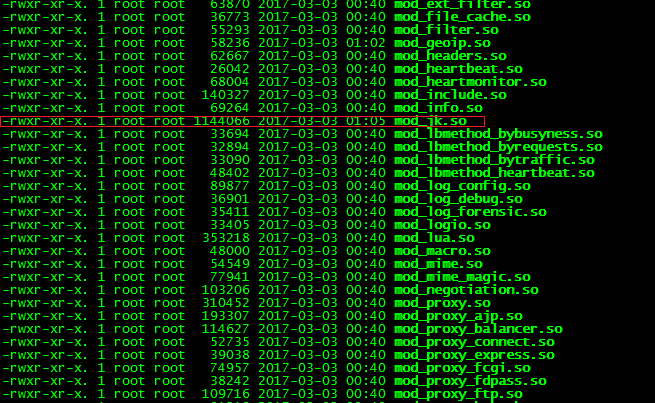 -rwxr-xr-x. 1 root root 63870 2017-03-03 00:40 mod_ext_filter.so
-rwxr-xr-x. 1 root root 36773 2017-03-03 00:40 mod_file_cache.so
-rwxr-xr-x. 1 root root 55293 2017-03-03 00:40 mod_filter.so
-rwxr-xr-x. 1 root root 58236 2017-03-03 01:02 mod_geoip.so
-rwxr-xr-x. 1 root root 62667 2017-03-03 00:40 mod_headers.so
-rwxr-xr-x. 1 root root 26042 2017-03-03 00:40 mod_heartbeat.so
-rwxr-xr-x. 1 root root 68004 2017-03-03 00:40 mod_heartmonitor.so
-rwxr-xr-x. 1 root root 140327 2017-03-03 00:40 mod_include.so
-rwxr-xr-x. 1 root root 69264 2017-03-03 00:40 mod_info.so
-rwxr-xr-x. 1 root root 1144066 2017-03-03 01:05 mod_jk.so
-rwxr-xr-x. 1 root root 33694 2017-03-03 00:40 mod_lbmethod_bybusyness.so
-rwxr-xr-x. 1 root root 32894 2017-03-03 00:40 mod_lbmethod_byrequests.so
-rwxr-xr-x. 1 root root 33090 2017-03-03 00:40 mod_lbmethod_bytraffic.so
-rwxr-xr-x. 1 root root 48402 2017-03-03 00:40 mod_lbmethod_heartbeat.so
-rwxr-xr-x. 1 root root 89877 2017-03-03 00:40 mod_log_config.so
-rwxr-xr-x. 1 root root 36901 2017-03-03 00:40 mod_log_debug.so
-rwxr-xr-x. 1 root root 35411 2017-03-03 00:40 mod_log_forensic.so
-rwxr-xr-x. 1 root root 33405 2017-03-03 00:40 mod_logio.so
-rwxr-xr-x. 1 root root 353218 2017-03-03 00:40 mod_lua.so
-rwxr-xr-x. 1 root root 48000 2017-03-03 00:40 mod_macro.so
-rwxr-xr-x. 1 root root 54549 2017-03-03 00:40 mod_mime.so
-rwxr-xr-x. 1 root root 77941 2017-03-03 00:40 mod_mime_magic.so
-rwxr-xr-x. 1 root root 103206 2017-03-03 00:40 mod_negotiation.so
-rwxr-xr-x. 1 root root 310452 2017-03-03 00:40 mod_proxy.so
-rwxr-xr-x. 1 root root 193307 2017-03-03 00:40 mod_proxy_ajp.so
-rwxr-xr-x. 1 root root 114627 2017-03-03 00:40 mod_proxy_balancer.so
-rwxr-xr-x. 1 root root 52735 2017-03-03 00:40 mod_proxy_connect.so
-rwxr-xr-x. 1 root root 39038 2017-03-03 00:40 mod_proxy_express.so
-rwxr-xr-x. 1 root root 74957 2017-03-03 00:40 mod_proxy_fcgi.so
-rwxr-xr-x. 1 root root 38242 2017-03-03 00:40 mod_proxy_fdpass.so
-rwxr-xr-x. 1 root root 109716 2017-03-03 00:40 mod_proxy_ftp.so